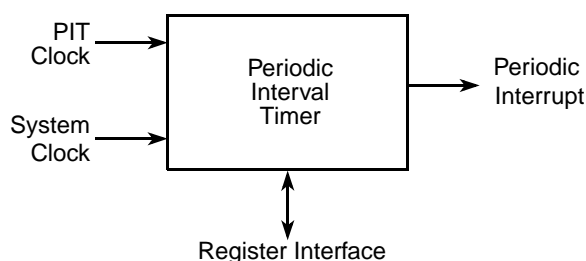 PIT
Clock
System
Clock
Periodic
Interval
Timer
Periodic
Interrupt
Register Interface